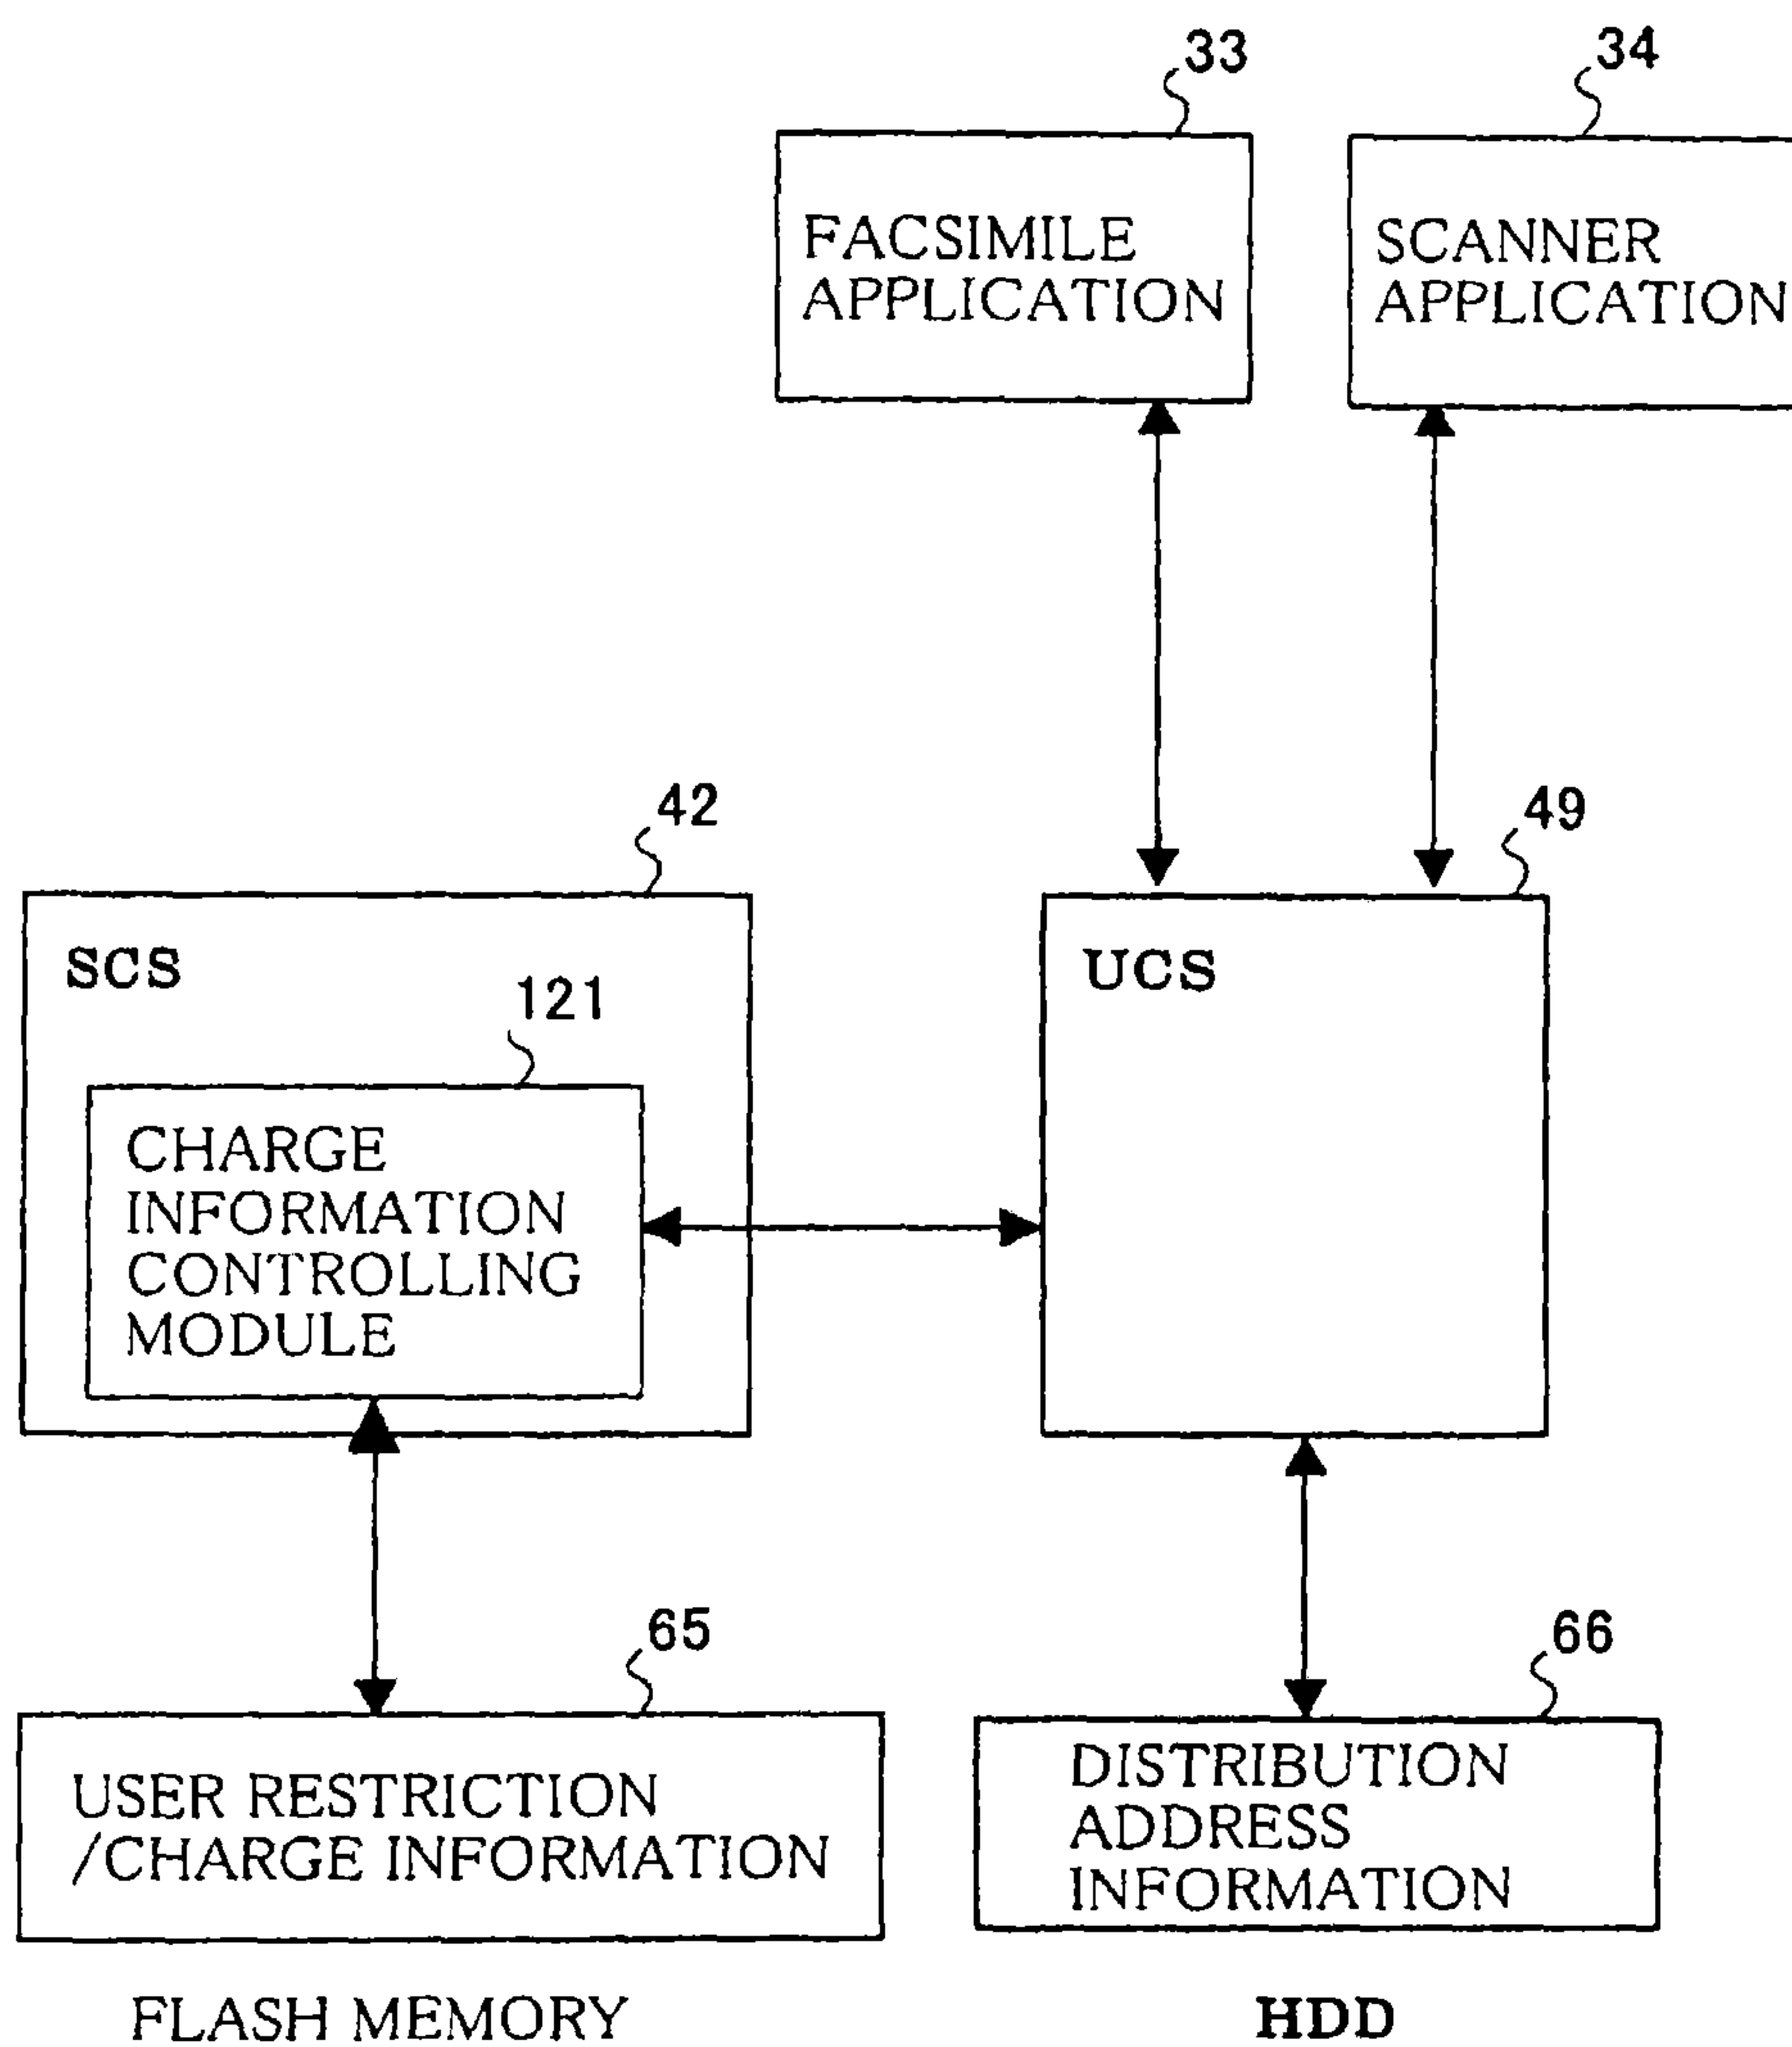 33
34
FACSIMILE
APPLICATION
SCANNER
APPLICATION
42
49
SCS
UCS
121
CHARGE
INFORMATION
CONTROLLING
MODULE
65
66
USER RESTRICTION
/CHARGE INFORMATION
DISTRIBUTION
ADDRESS
INFORMATION
FLASH MEMORY
HDD